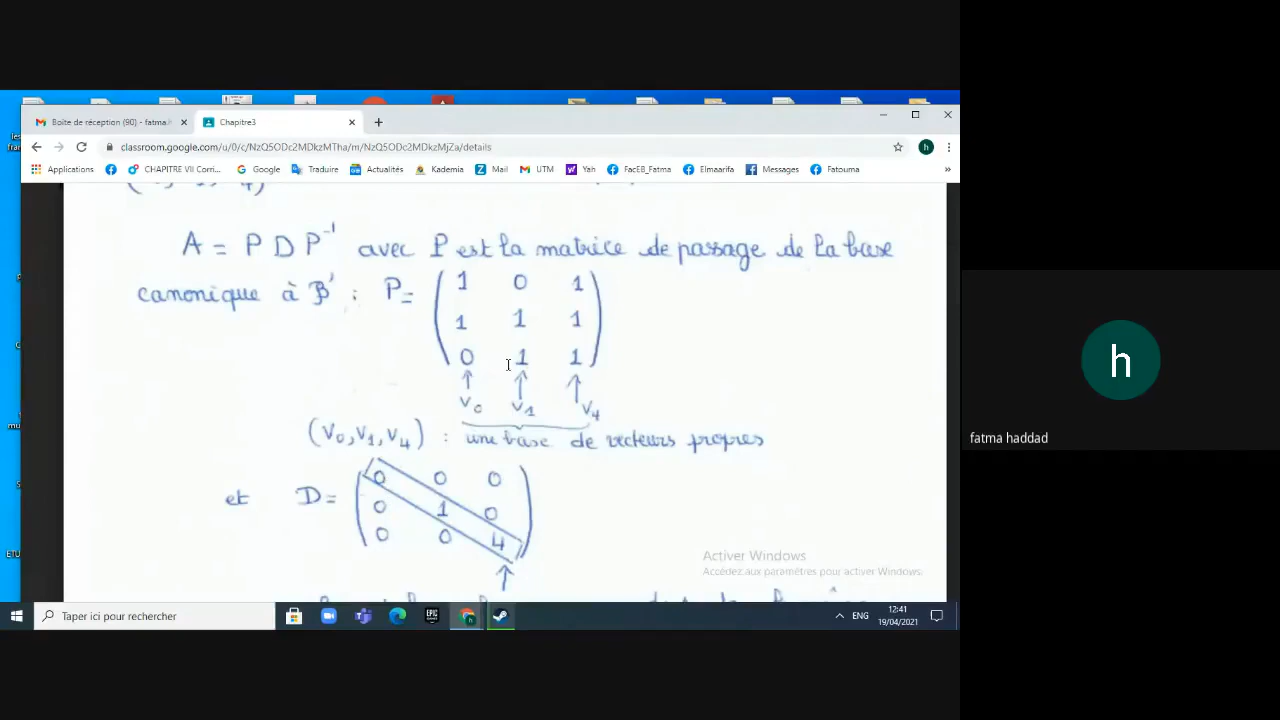 Boîte de réception (90) - fatma.h
Chapitre3
classroom.google.com/u/0/c/NzQ5ODc2MDkzMTha/m/NzQ5ODc2MDkzMjZa/details
h
Applications
CHAPITRE VII Corri...
Google
Traduire
Actualités
Kademia
Mail
UTM
Yah
FacEB_Fatma
Elmaarifa
Messages
Fatouma
»
A = P D P⁻¹ avec P est la matrice de passage de la base
canonique à B' : P =
1 0 1
1 1 1
0 1 1
v₀ v₁ v₄
(v₀, v₁, v₄) : une base de vecteurs propres
et D =
0 0 0
0 1 0
0 0 4
Activer Windows
Accédez aux paramètres pour activer Windows.
Taper ici pour rechercher
EPIC
ENG
12:41
19/04/2021
h
fatma haddad